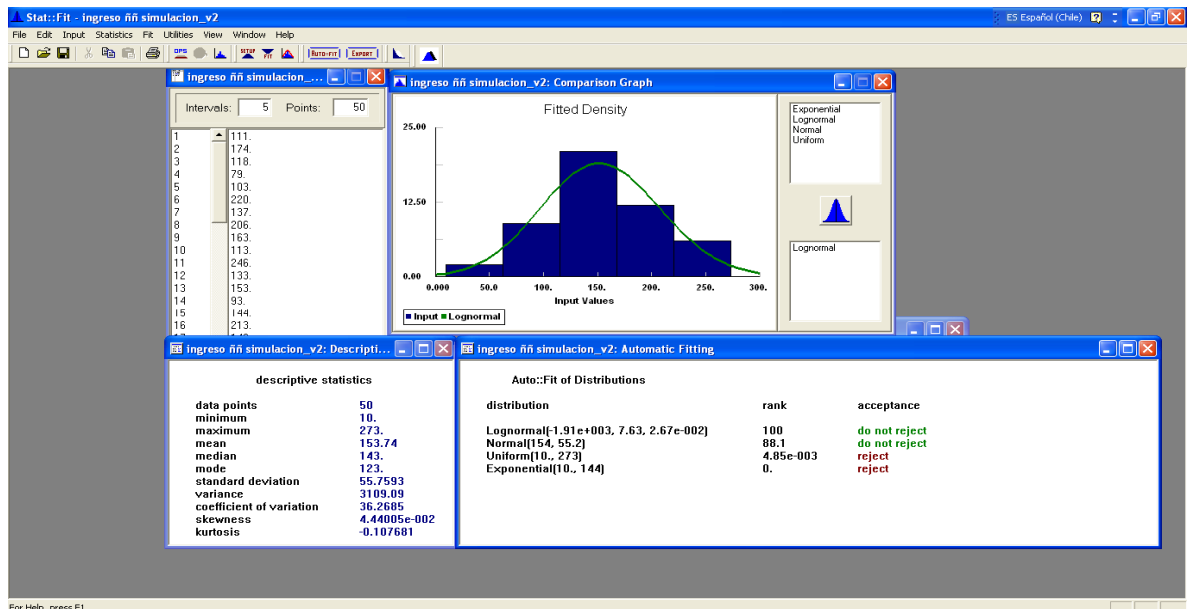 Stat::Fit - ingreso ññ simulacion_v2
ES Español (Chile)
File Edit Input Statistics Fit Utilities View Window Help
DPS SETUP FIT AUTO-FIT EXPORT
ingreso ññ simulacion_...
Intervals: 5 Points: 50
1 111.
2 174.
3 118.
4 79.
5 103.
6 220.
7 137.
8 206.
9 163.
10 113.
11 246.
12 133.
13 153.
14 93.
15 144.
16 213.
ingreso ññ simulacion_v2: Comparison Graph
Fitted Density
25.00
12.50
0.00
0.000 50.0 100. 150. 200. 250. 300.
Input Values
Input Lognormal
Exponential
Lognormal
Normal
Uniform
Lognormal
ingreso ññ simulacion_v2: Descripti...
descriptive statistics
data points 50
minimum 10.
maximum 273.
mean 153.74
median 143.
mode 123.
standard deviation 55.7593
variance 3109.09
coefficient of variation 36.2685
skewness 4.44005e-002
kurtosis -0.107681
ingreso ññ simulacion_v2: Automatic Fitting
Auto::Fit of Distributions
distribution rank acceptance
Lognormal(-1.91e+003, 7.63, 2.67e-002) 100 do not reject
Normal(154, 55.2) 88.1 do not reject
Uniform(10., 273) 4.85e-003 reject
Exponential(10., 144) 0. reject
For Help, press F1